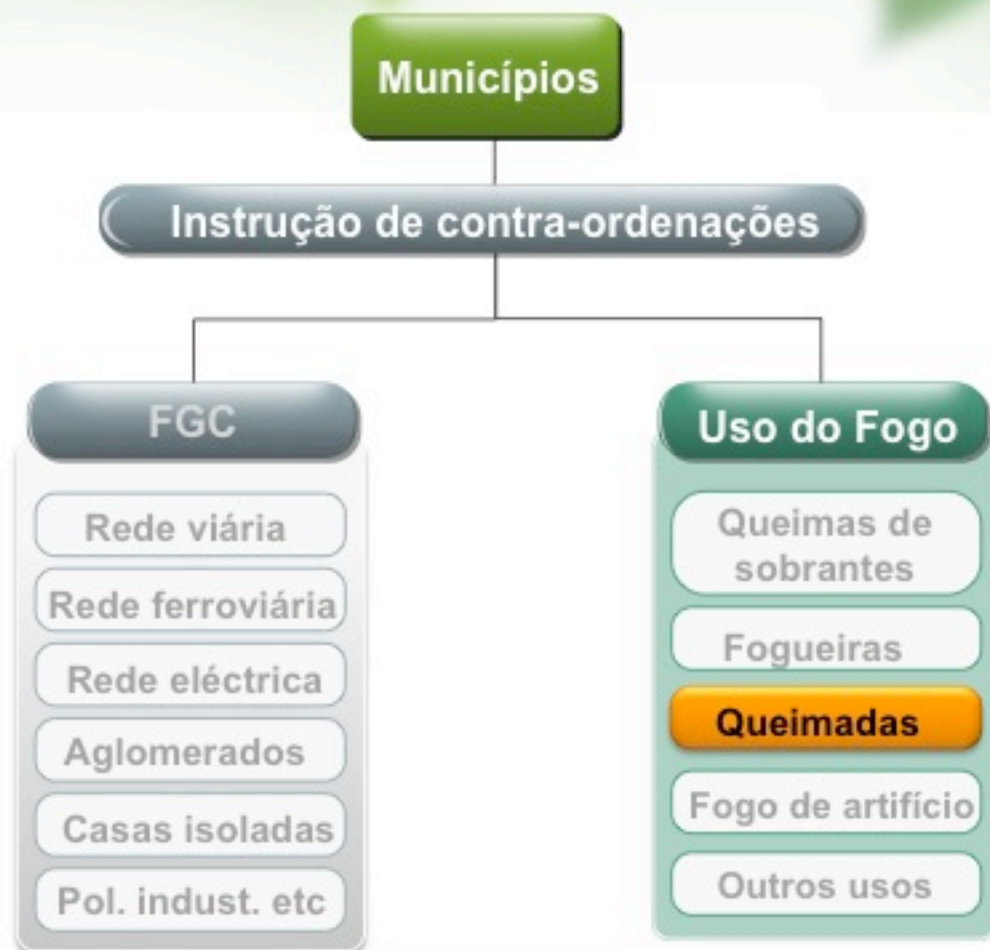 Municípios
Instrução de contra-ordenações
FGC
Rede viária
Rede ferroviária
Rede eléctrica
Aglomerados
Casas isoladas
Pol. indust. etc
Uso do Fogo
Queimas de
sobrantes
Fogueiras
Queimadas
Fogo de artifício
Outros usos